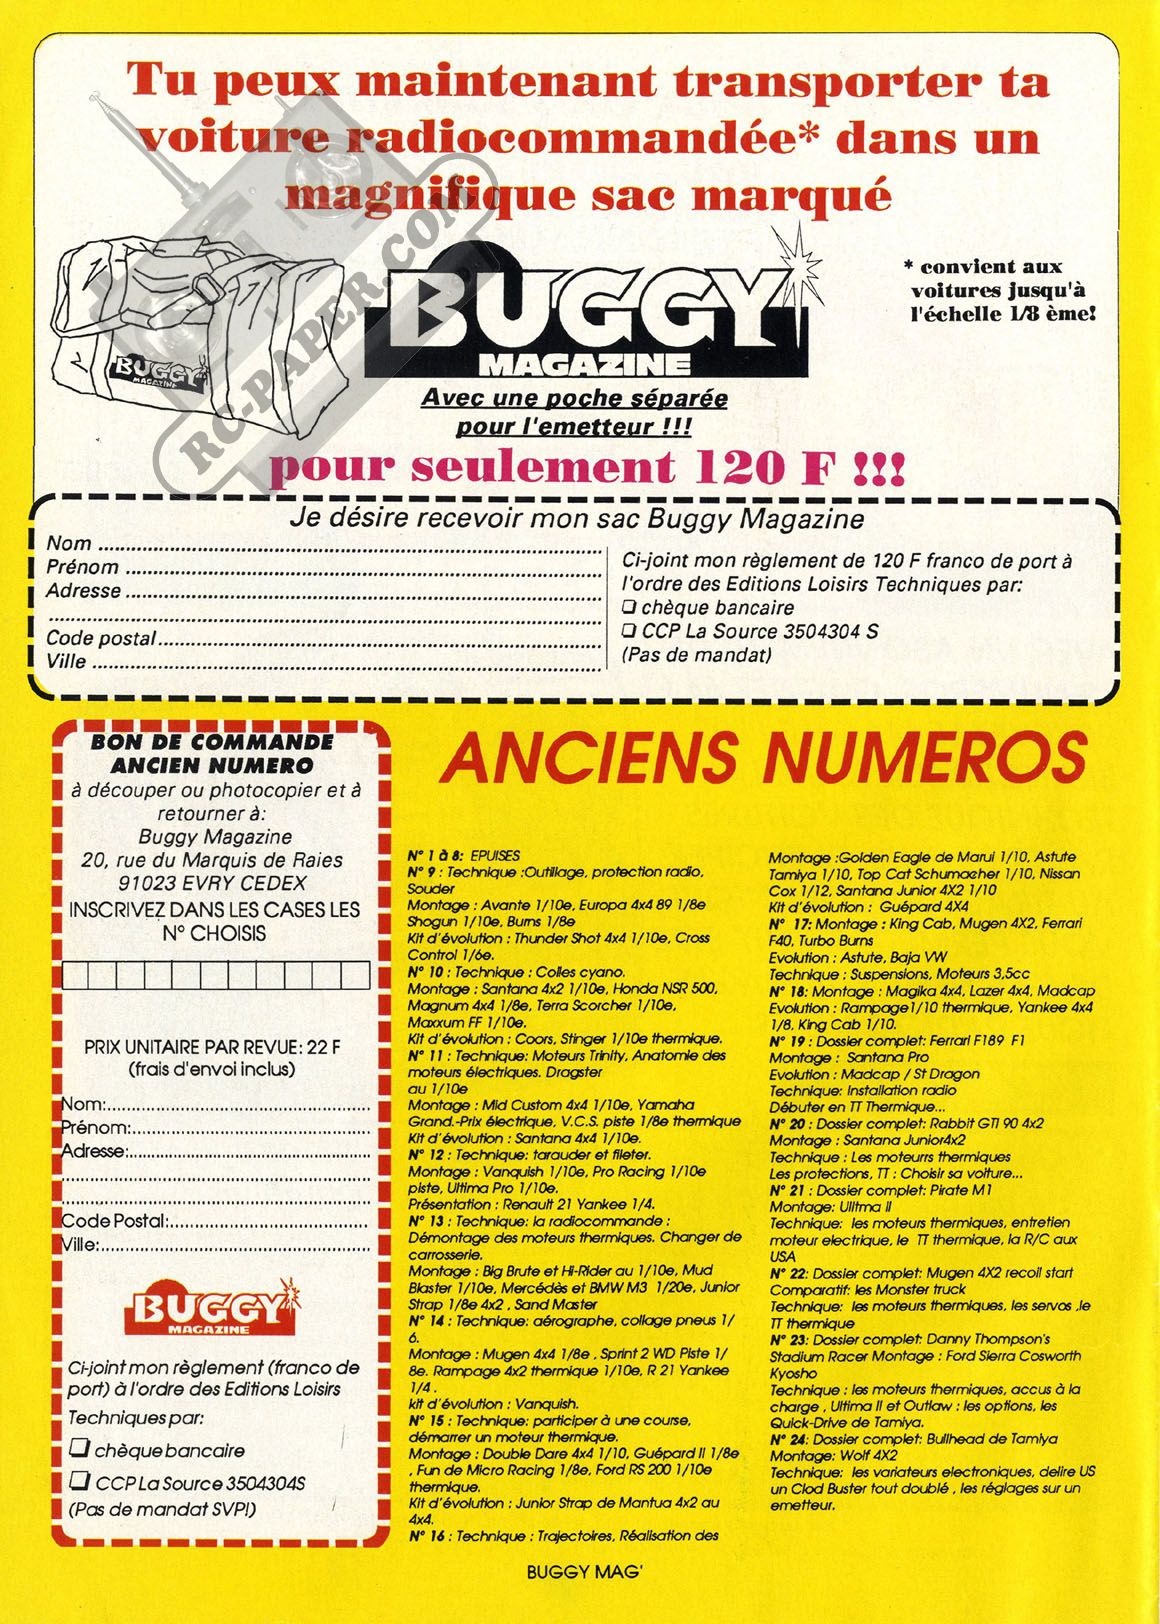 Tu peux maintenant transporter ta
voiture radiocommandée* dans un
magnifique sac marqué
RC-PAPER.COM
BUGGY
MAGAZINE
BUGGY
MAGAZINE
* convient aux
voitures jusqu'à
l'échelle 1/8 ème!
Avec une poche séparée
pour l'emetteur !!!
pour seulement 120 F !!!
Je désire recevoir mon sac Buggy Magazine
Nom
Prénom
Adresse
Code postal
Ville
Ci-joint mon règlement de 120 F franco de port à
l'ordre des Editions Loisirs Techniques par:
❑ chèque bancaire
❑ CCP La Source 3504304 S
(Pas de mandat)
BON DE COMMANDE
ANCIEN NUMERO
à découper ou photocopier et à
retourner à:
Buggy Magazine
20, rue du Marquis de Raies
91023 EVRY CEDEX
INSCRIVEZ DANS LES CASES LES
N° CHOISIS
PRIX UNITAIRE PAR REVUE: 22 F
(frais d'envoi inclus)
Nom:
Prénom:
Adresse:
Code Postal:
Ville:
BUGGY
MAGAZINE
Ci-joint mon règlement (franco de
port) à l'ordre des Editions Loisirs
Techniques par:
❑ chèque bancaire
❑ CCP La Source 3504304S
(Pas de mandat SVP!)
ANCIENS NUMEROS
N° 1 à 8: EPUISES
N° 9 : Technique :Outillage, protection radio,
Souder
Montage : Avante 1/10e, Europa 4x4 89 1/8e
Shogun 1/10e, Burns 1/8e
Kit d'évolution : Thunder Shot 4x4 1/10e, Cross
Control 1/6e.
N° 10 : Technique : Colles cyano.
Montage : Santana 4x2 1/10e, Honda NSR 500,
Magnum 4x4 1/8e, Terra Scorcher 1/10e,
Maxxum FF 1/10e.
Kit d'évolution : Coors, Stinger 1/10e thermique.
N° 11 : Technique: Moteurs Trinity, Anatomie des
moteurs électriques. Dragster
au 1/10e
Montage : Mid Custom 4x4 1/10e, Yamaha
Grand.-Prix électrique, V.C.S. piste 1/8e thermique
Kit d'évolution : Santana 4x4 1/10e.
N° 12 : Technique: tarauder et fileter.
Montage : Vanquish 1/10e, Pro Racing 1/10e
piste, Ultima Pro 1/10e.
Présentation : Renault 21 Yankee 1/4.
N° 13 : Technique: la radiocommande :
Démontage des moteurs thermiques. Changer de
carrosserie.
Montage : Big Brute et Hi-Rider au 1/10e, Mud
Blaster 1/10e, Mercédès et BMW M3 1/20e, Junior
Strap 1/8e 4x2 , Sand Master
N° 14 : Technique: aérographe, collage pneus 1/
6.
Montage : Mugen 4x4 1/8e , Sprint 2 WD Piste 1/
8e. Rampage 4x2 thermique 1/10e, R 21 Yankee
1/4 .
kit d'évolution : Vanquish.
N° 15 : Technique: participer à une course,
démarrer un moteur thermique.
Montage : Double Dare 4x4 1/10, Guépard II 1/8e
, Fun de Micro Racing 1/8e, Ford RS 200 1/10e
thermique.
Kit d'évolution : Junior Strap de Mantua 4x2 au
4x4.
N° 16 : Technique : Trajectoires, Réalisation des
Montage :Golden Eagle de Marui 1/10, Astute
Tamiya 1/10, Top Cat Schumacher 1/10, Nissan
Cox 1/12, Santana Junior 4X2 1/10
Kit d'évolution : Guépard 4X4
N° 17: Montage : King Cab, Mugen 4X2, Ferrari
F40, Turbo Burns
Evolution : Astute, Baja VW
Technique : Suspensions, Moteurs 3,5cc
N° 18: Montage : Magika 4x4, Lazer 4x4, Madcap
Evolution : Rampage1/10 thermique, Yankee 4x4
1/8, King Cab 1/10.
N° 19 : Dossier complet: Ferrari F189 F1
Montage : Santana Pro
Evolution : Madcap / St Dragon
Technique: Installation radio
Débuter en TT Thermique...
N° 20 : Dossier complet: Rabbit GTI 90 4x2
Montage : Santana Junior4x2
Technique : Les moteurs thermiques
Les protections, TT : Choisir sa voiture...
N° 21 : Dossier complet: Pirate M1
Montage: Ulitma II
Technique: les moteurs thermiques, entretien
moteur electrique, le TT thermique, la R/C aux
USA
N° 22: Dossier complet: Mugen 4X2 recoil start
Comparatif: les Monster truck
Technique: les moteurs thermiques, les servos ,le
TT thermique
N° 23: Dossier complet: Danny Thompson's
Stadium Racer Montage : Ford Sierra Cosworth
Kyosho
Technique : les moteurs thermiques, accus à la
charge , Ultima II et Outlaw : les options, les
Quick-Drive de Tamiya.
N° 24: Dossier complet: Bullhead de Tamiya
Montage: Wolf 4X2
Technique: les variateurs electroniques, delire US
un Clod Buster tout doublé , les réglages sur un
emetteur.
BUGGY MAG'